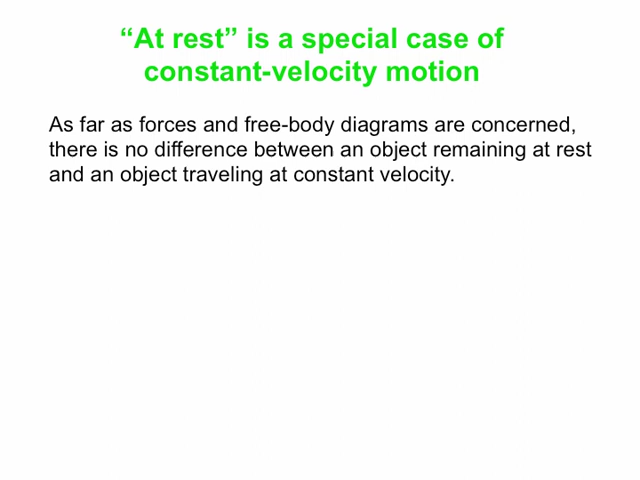 “At rest” is a special case of
constant-velocity motion
As far as forces and free-body diagrams are concerned,
there is no difference between an object remaining at rest
and an object traveling at constant velocity.